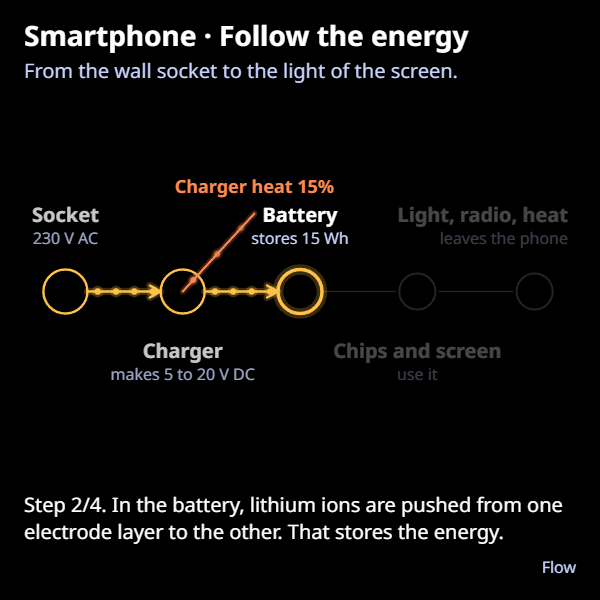 Smartphone · Follow the energy
From the wall socket to the light of the screen.
Charger heat 15%
Socket
230 V AC
Battery
stores 15 Wh
Light, radio, heat
leaves the phone
Charger
makes 5 to 20 V DC
Chips and screen
use it
Step 2/4. In the battery, lithium ions are pushed from one
electrode layer to the other. That stores the energy.
Flow